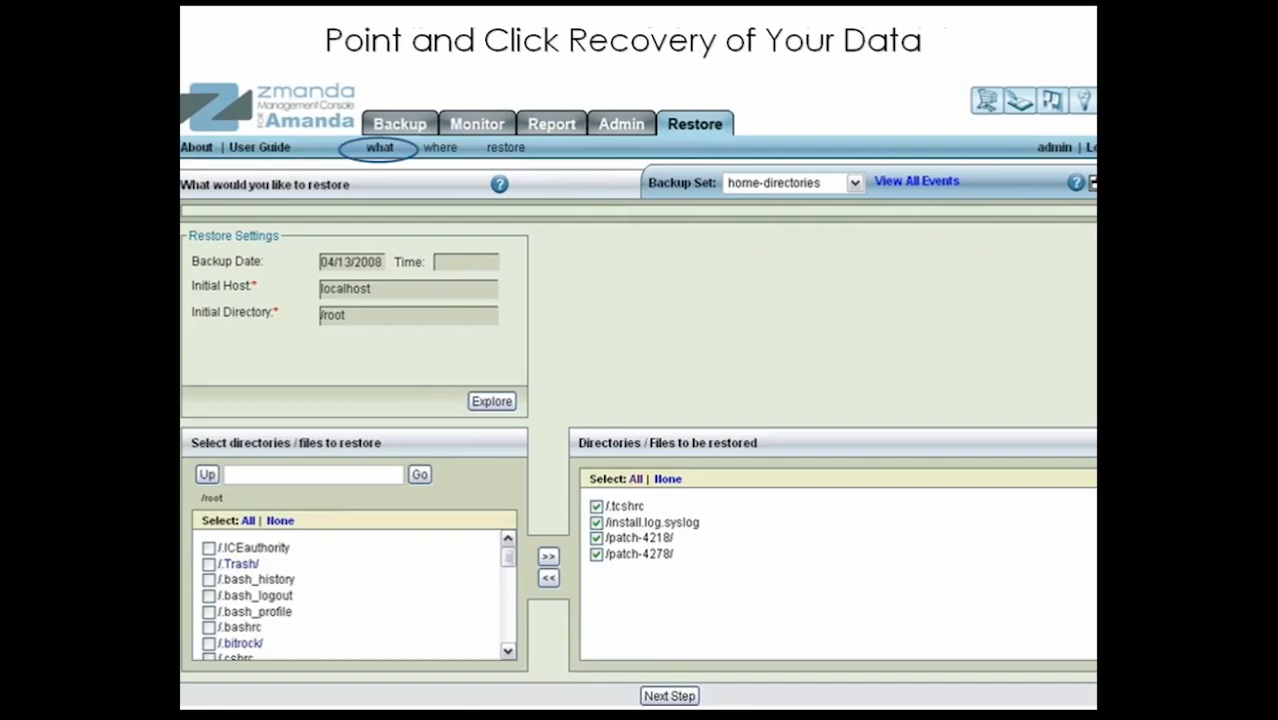 Point and Click Recovery of Your Data
zmanda
Management Console
FOR Amanda
Backup Monitor Report Admin Restore
About | User Guide what where restore admin |
What would you like to restore ? Backup Set: home-directories View All Events ?
Restore Settings
Backup Date: 04/13/2008 Time:
Initial Host:* localhost
Initial Directory:* /root
Explore
Select directories / files to restore
Directories / Files to be restored
Up Go
/root
Select: All | None
/.ICEauthority
/.Trash/
/.bash_history
/.bash_logout
/.bash_profile
/.bashrc
/.bitrock/
/.cshrc
>>
<<
Select: All | None
/.tcshrc
/install.log.syslog
/patch-4218/
/patch-4278/
Next Step